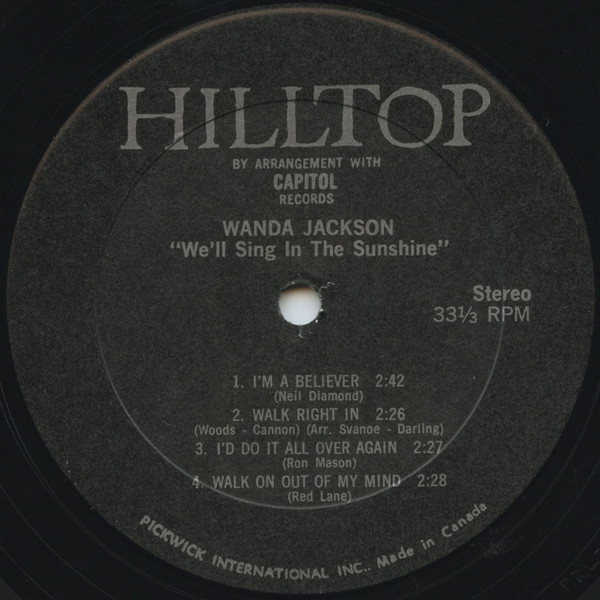 HILLTOP
BY ARRANGEMENT WITH
CAPITOL
RECORDS
WANDA JACKSON
"We'll Sing In The Sunshine"
Stereo
33⅓ RPM
1. I'M A BELIEVER 2:42
(Neil Diamond)
2. WALK RIGHT IN 2:26
(Woods - Cannon) (Arr. Svanoe - Darling)
3. I'D DO IT ALL OVER AGAIN 2:27
(Ron Mason)
4. WALK ON OUT OF MY MIND 2:28
(Red Lane)
PICKWICK INTERNATIONAL INC.. Made in Canada